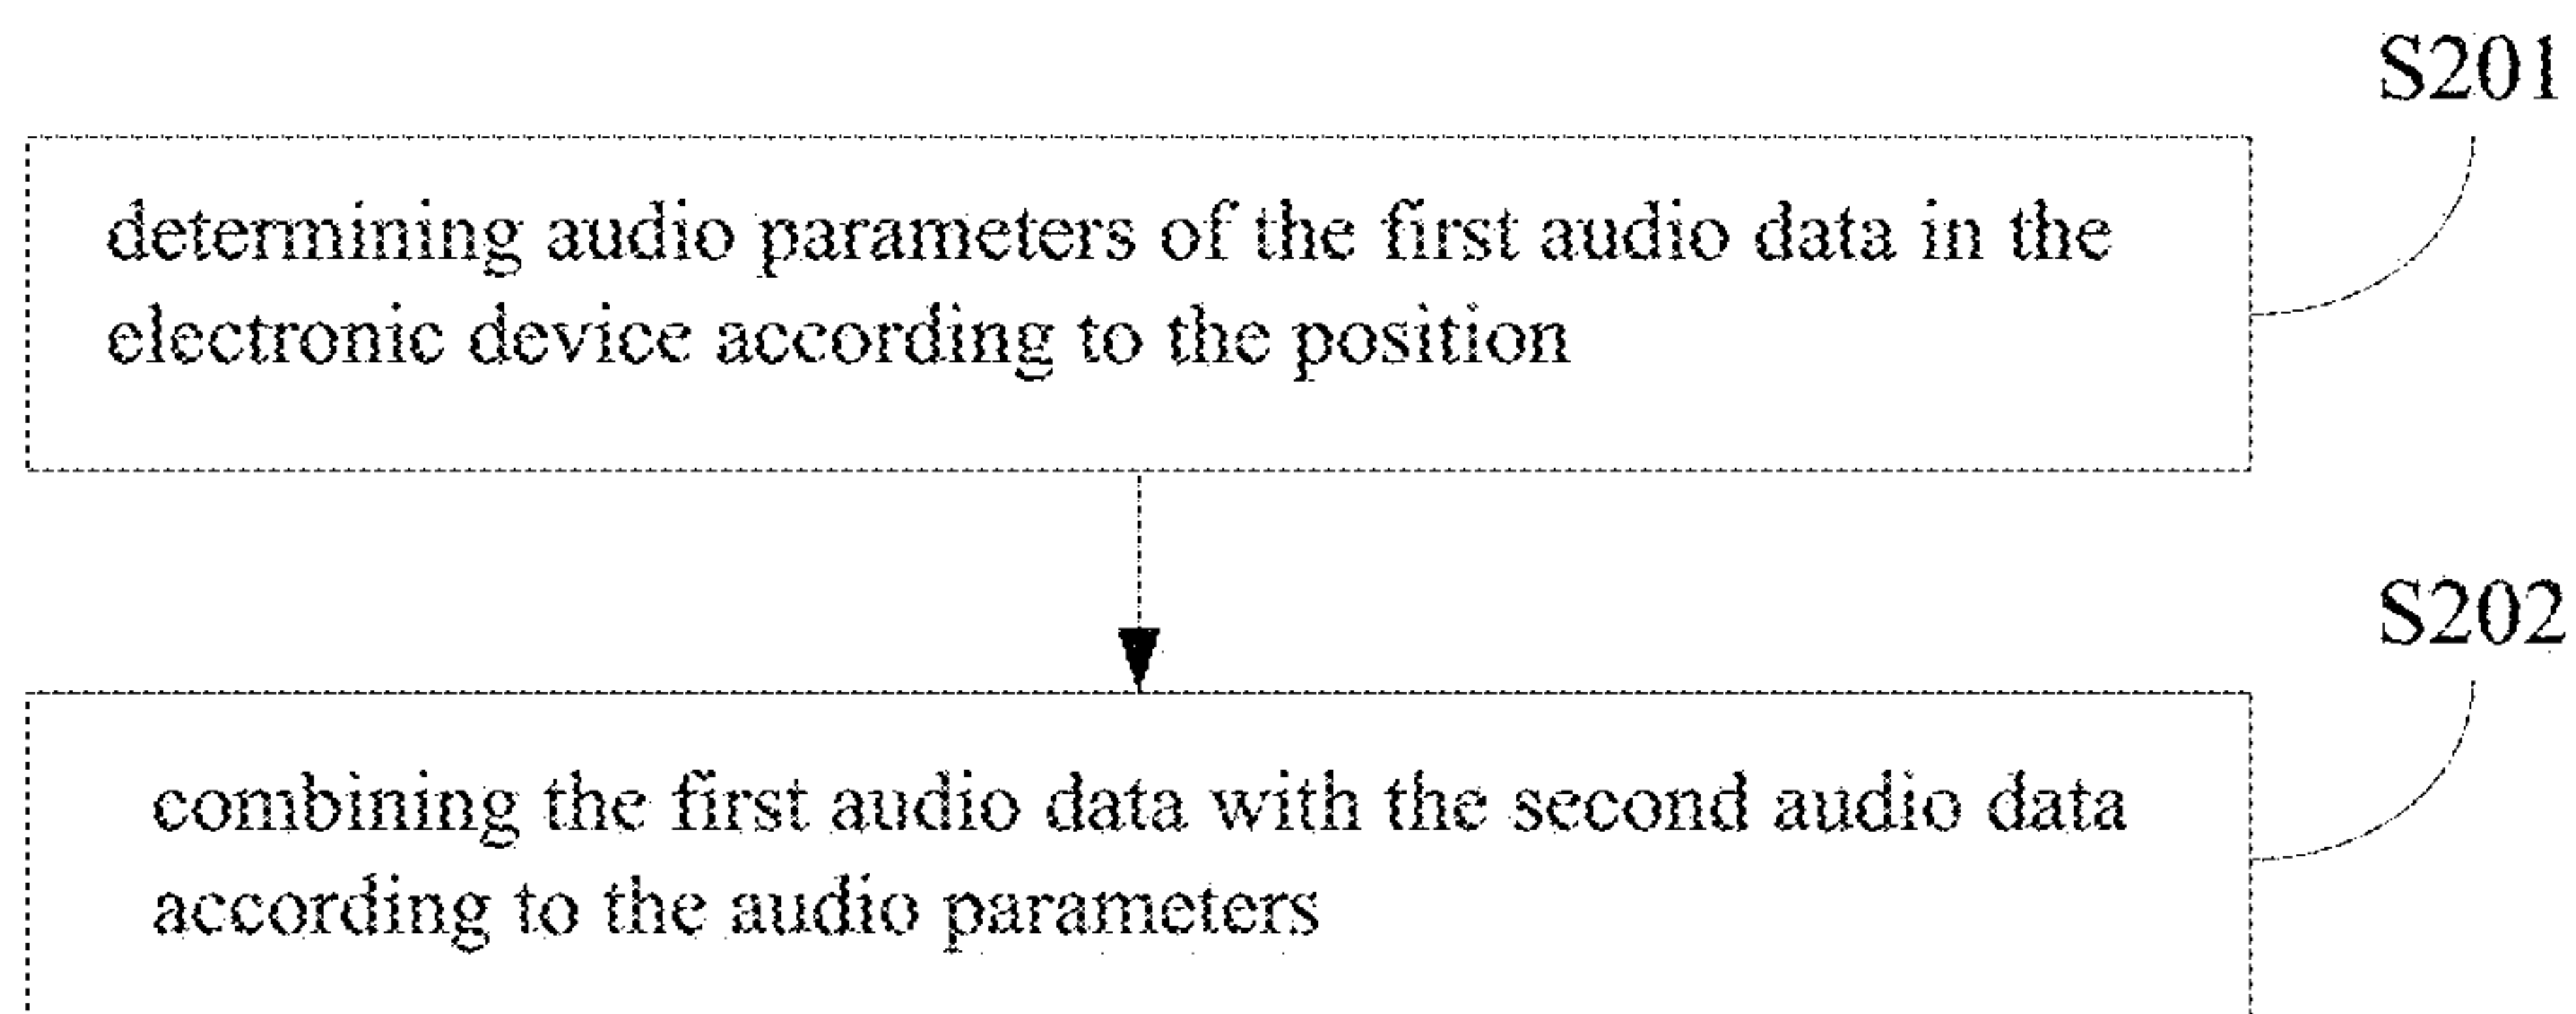 S201
determining audio parameters of the first audio data in the
electronic device according to the position
S202
combining the first audio data with the second audio data
according to the audio parameters